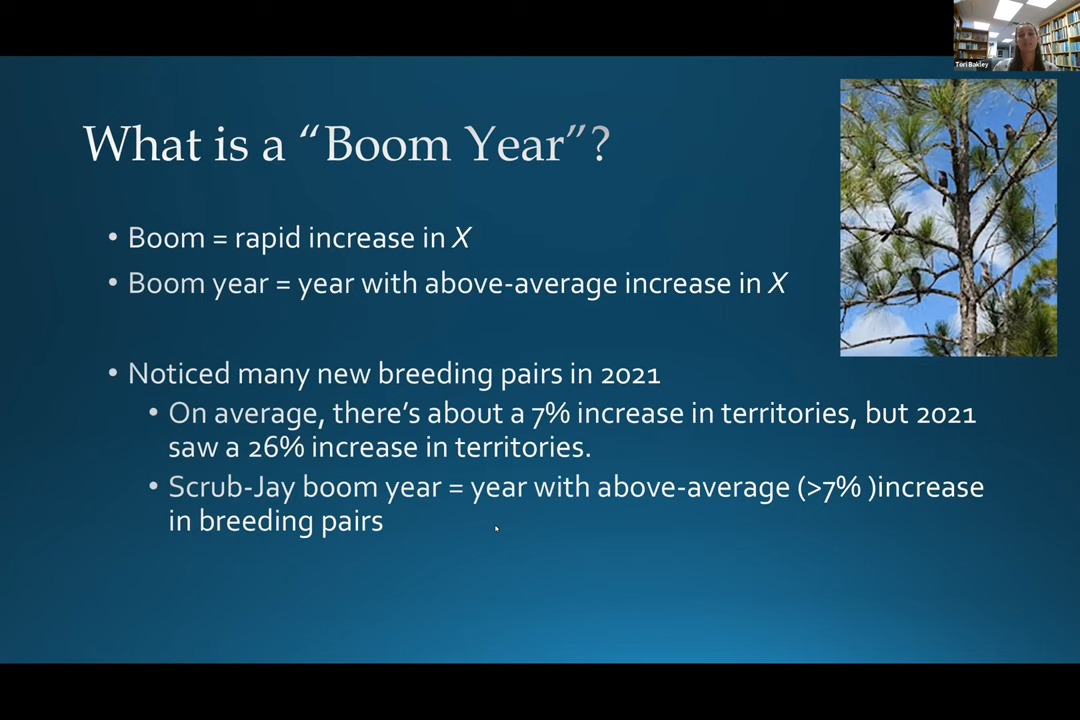 Tori Bakley
What is a “Boom Year”?
• Boom = rapid increase in X
• Boom year = year with above-average increase in X
• Noticed many new breeding pairs in 2021
• On average, there’s about a 7% increase in territories, but 2021
saw a 26% increase in territories.
• Scrub-Jay boom year = year with above-average (>7% )increase
in breeding pairs